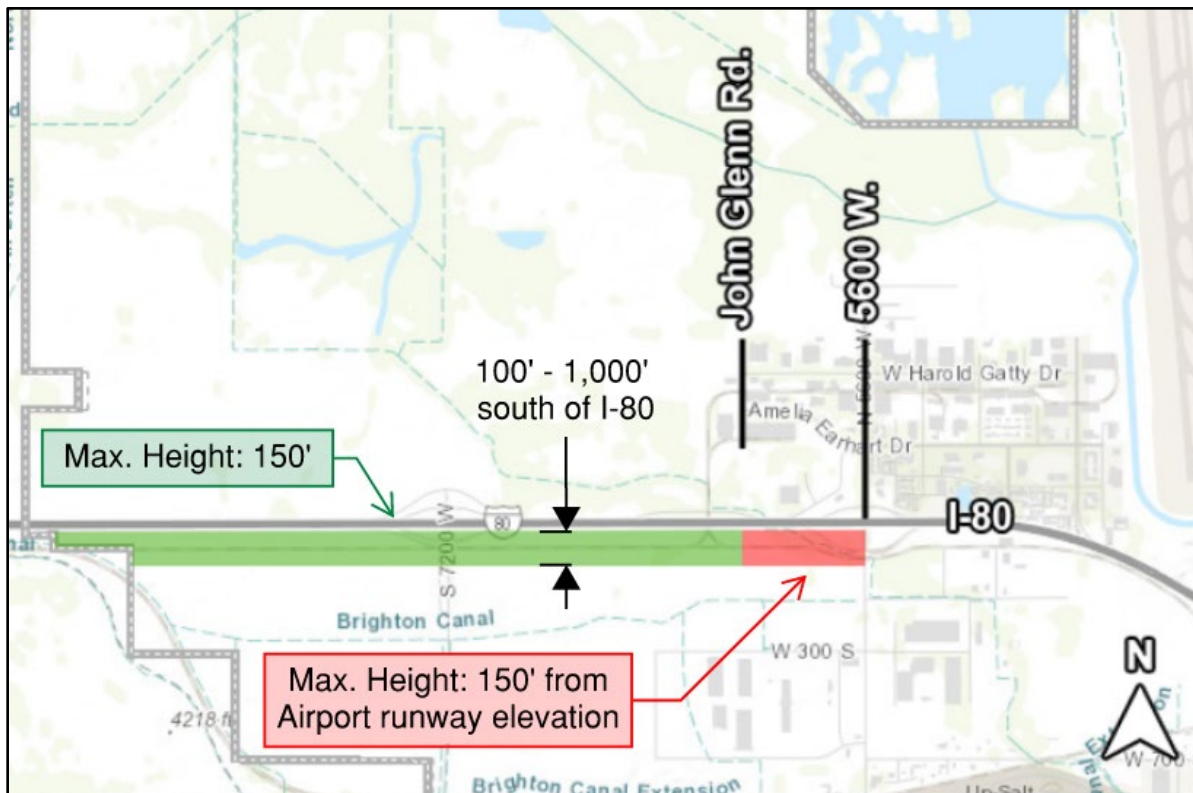 John Glenn Rd.
5600 W.
100' - 1,000'
south of I-80
W Harold Gatty Dr
Amelia Earhart Dr
Max. Height: 150'
80
I-80
S 7200 W
Brighton Canal
W 300 S
Max. Height: 150' from
Airport runway elevation
N
4218 ft
W 700
Brighton Canal Extension